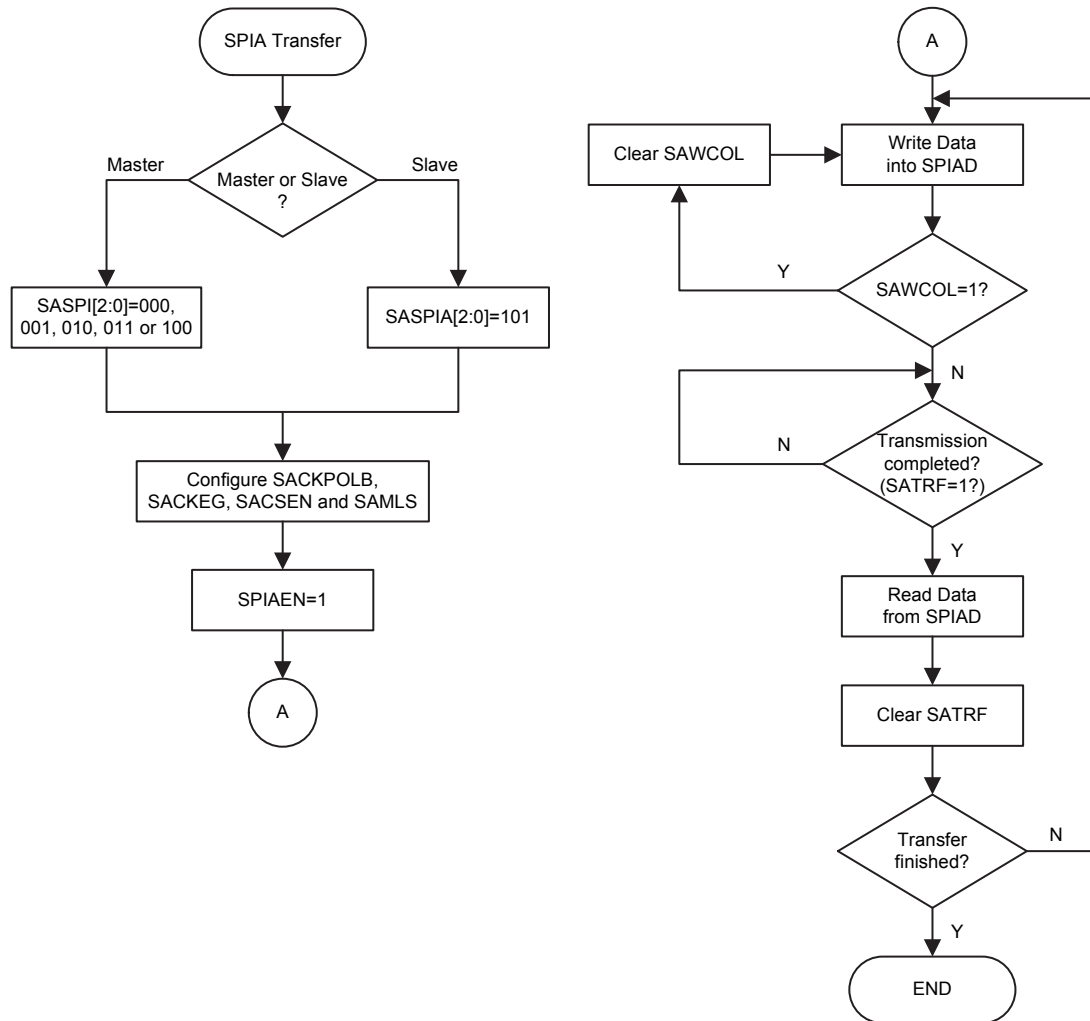 SPIA Transfer
Master
Slave
Master or Slave
?
SASPI[2:0]=000,
001, 010, 011 or 100
SASPIA[2:0]=101
Configure SACKPOLB,
SACKEG, SACSEN and SAMLS
SPIAEN=1
A
A
Clear SAWCOL
Write Data
into SPIAD
Y
SAWCOL=1?
N
N
Transmission
completed?
(SATRF=1?)
Y
Read Data
from SPIAD
Clear SATRF
Transfer
finished?
N
Y
END